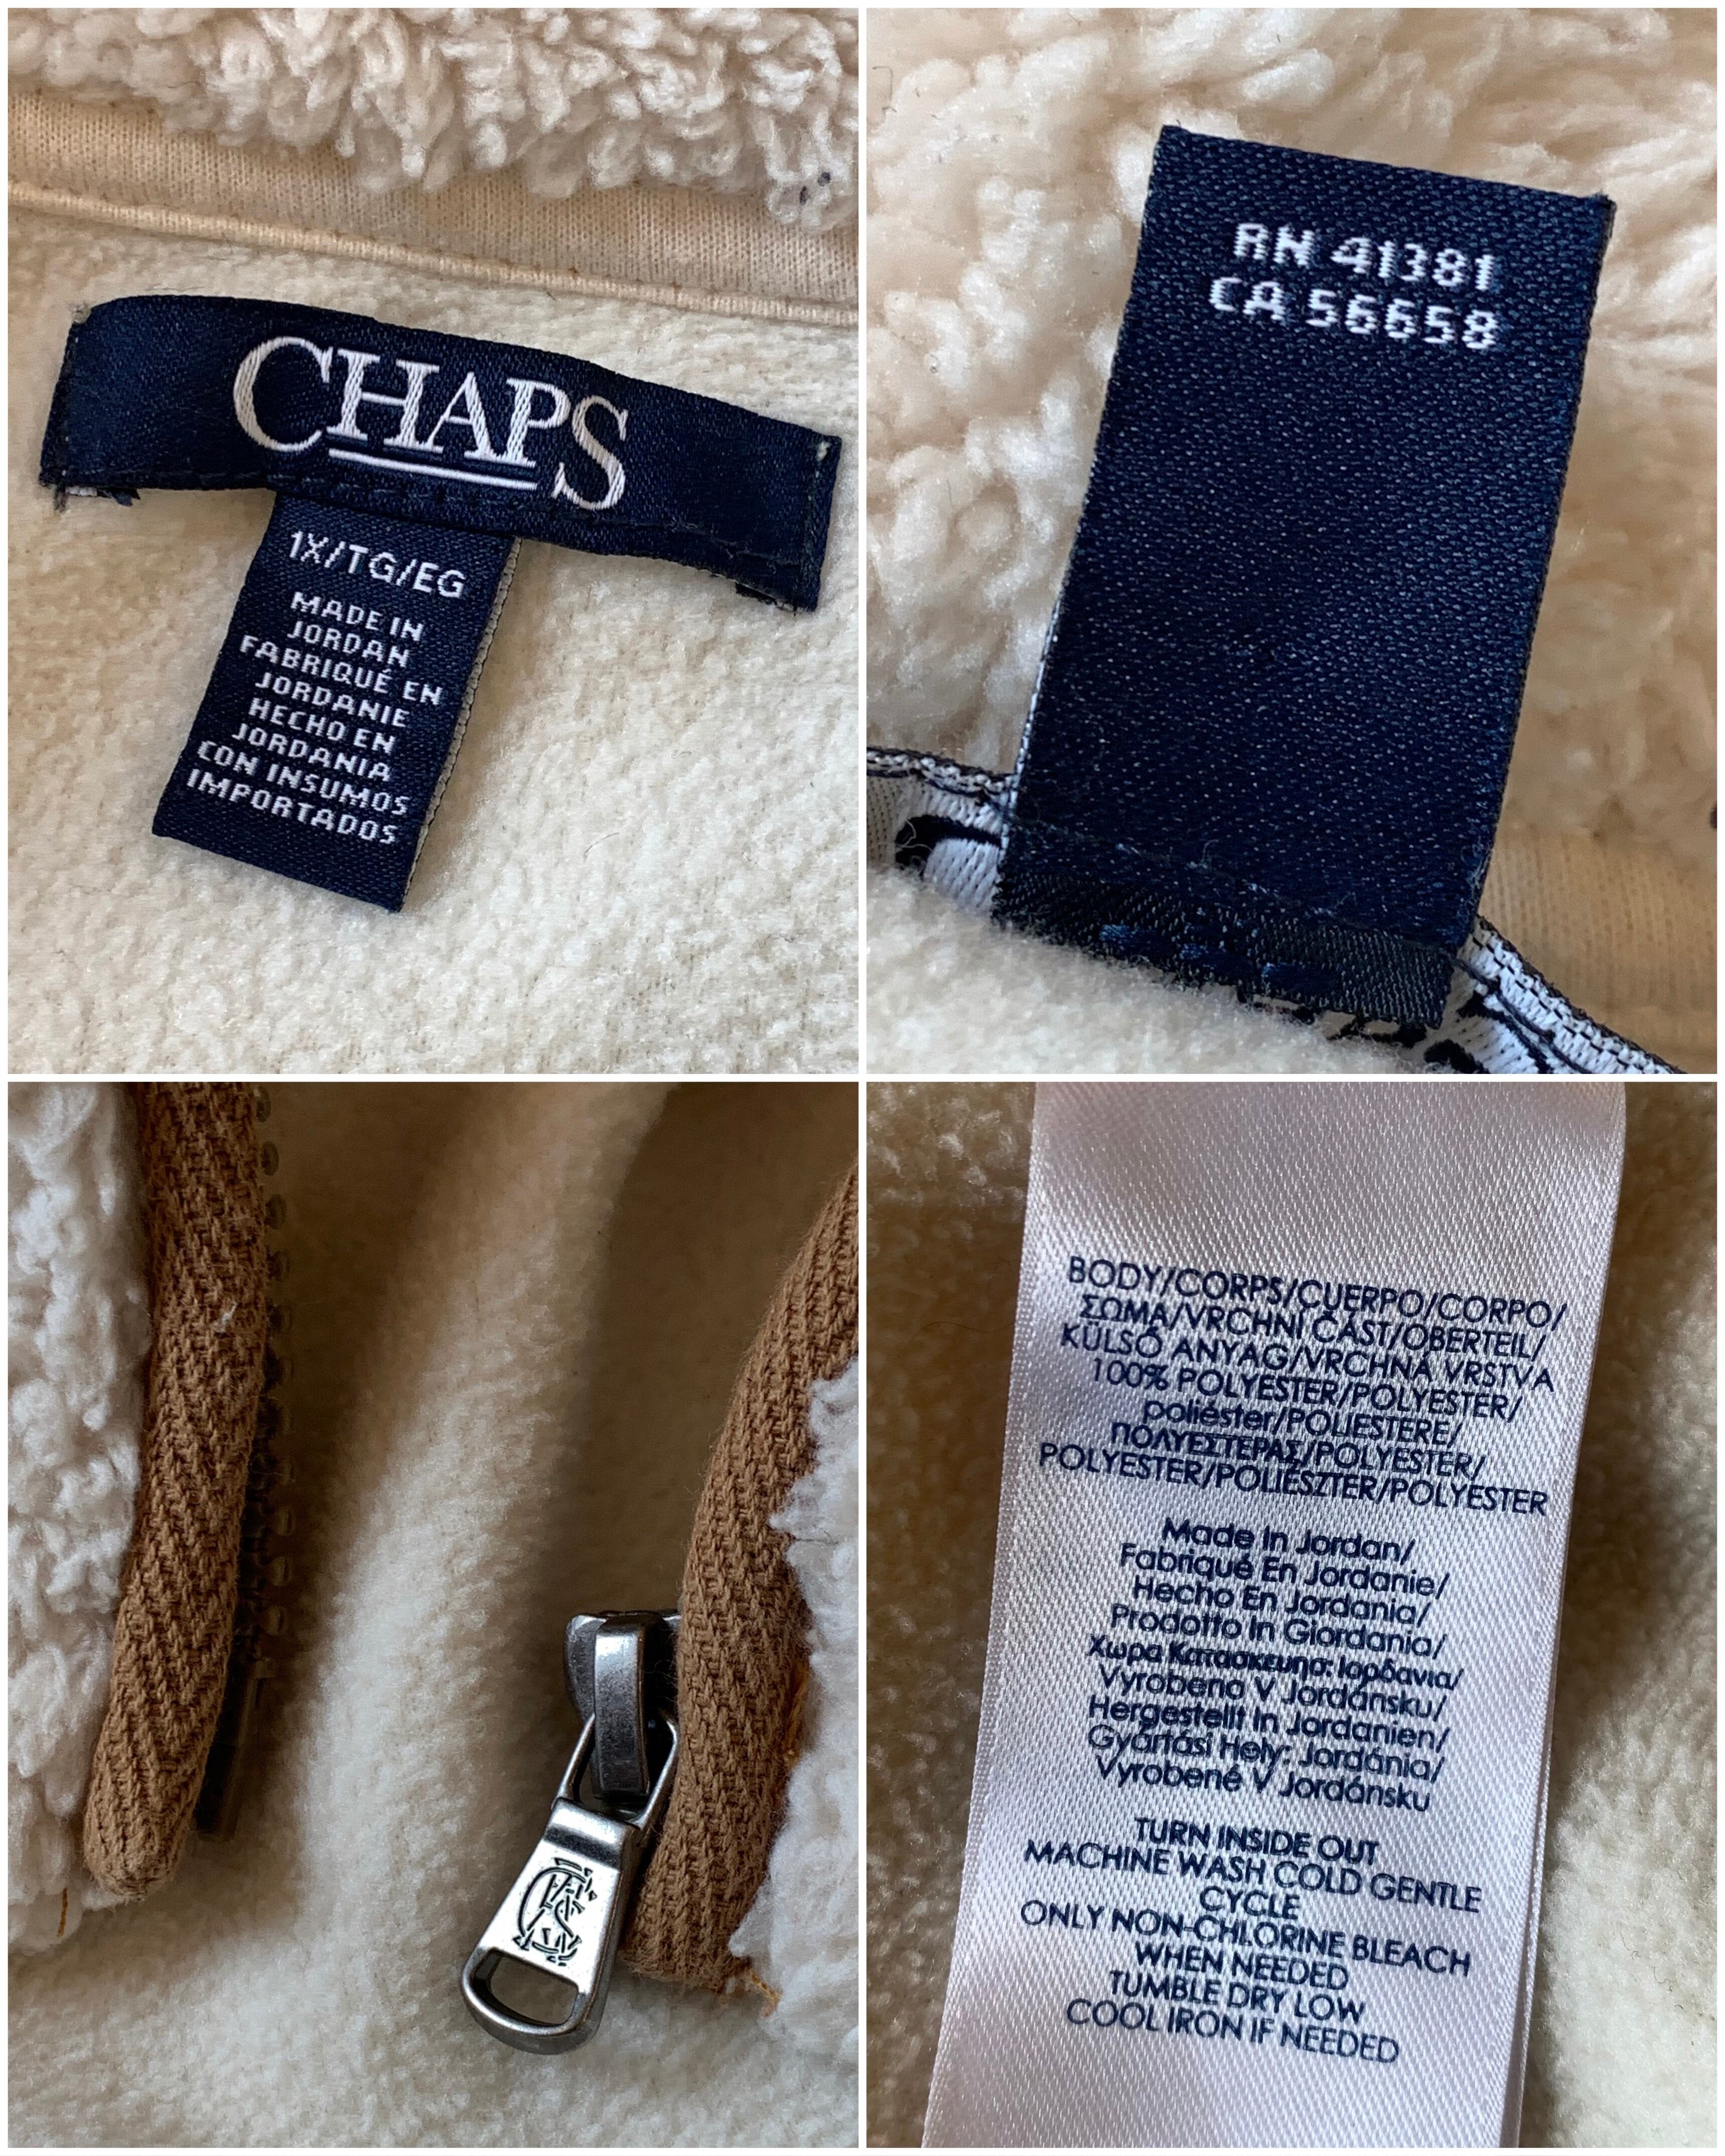 CHAPS
1X/TG/EG
MADE IN
JORDAN
FABRIQUÉ EN
JORDANIE
HECHO EN
JORDANIA
CON INSUMOS
IMPORTADOS
RN 41381
CA 56658
BODY/CORPS/CUERPO/CORPO/
ΣΩΜΑ/VRCHNÍ ČÁST/OBERTEIL/
KÜLSŐ ANYAG/VRCHNÁ VRSTVA
100% POLYESTER/POLYESTER/
poliéster/POLIESTERE/
ΠΟΛΥΕΣΤΕΡΑΣ/POLYESTER/
POLYESTER/POLIÉSZTER/POLYESTER
Made In Jordan/
Fabriqué En Jordanie/
Hecho En Jordania/
Prodotto In Giordania/
Χωρα Κατασκευησ: Ιορδανια/
Vyrobeno V Jordánsku/
Hergestellt In Jordanien/
Gyártási Hely: Jordánia/
Vyrobené V Jordánsku
TURN INSIDE OUT
MACHINE WASH COLD GENTLE
CYCLE
ONLY NON-CHLORINE BLEACH
WHEN NEEDED
TUMBLE DRY LOW
COOL IRON IF NEEDED